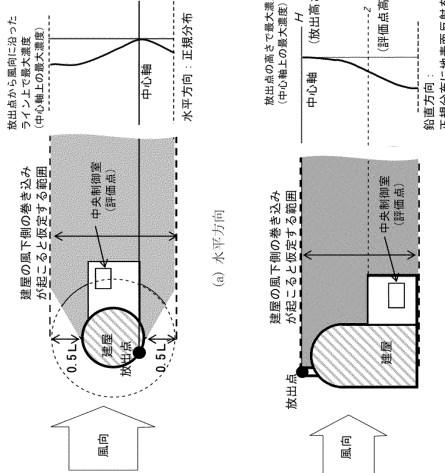 放出点から風向に沿った
ライン上で最大濃度
(中心軸上の最大濃度)
中心軸
水平方向：正規分布
建屋の風下側の巻き込み
が起こると仮定する範囲
中央制御室
(評価点)
0.5L
建屋
放出点
0.5L
風向
(a) 水平方向
放出点の高さで最大濃
(中心軸上の最大濃度)
H
(放出高さ
中心軸
z
(評価点高
鉛直方向：
建屋の風下側の巻き込み
が起こると仮定する範囲
中央制御室
(評価点)
放出点
建屋
風向